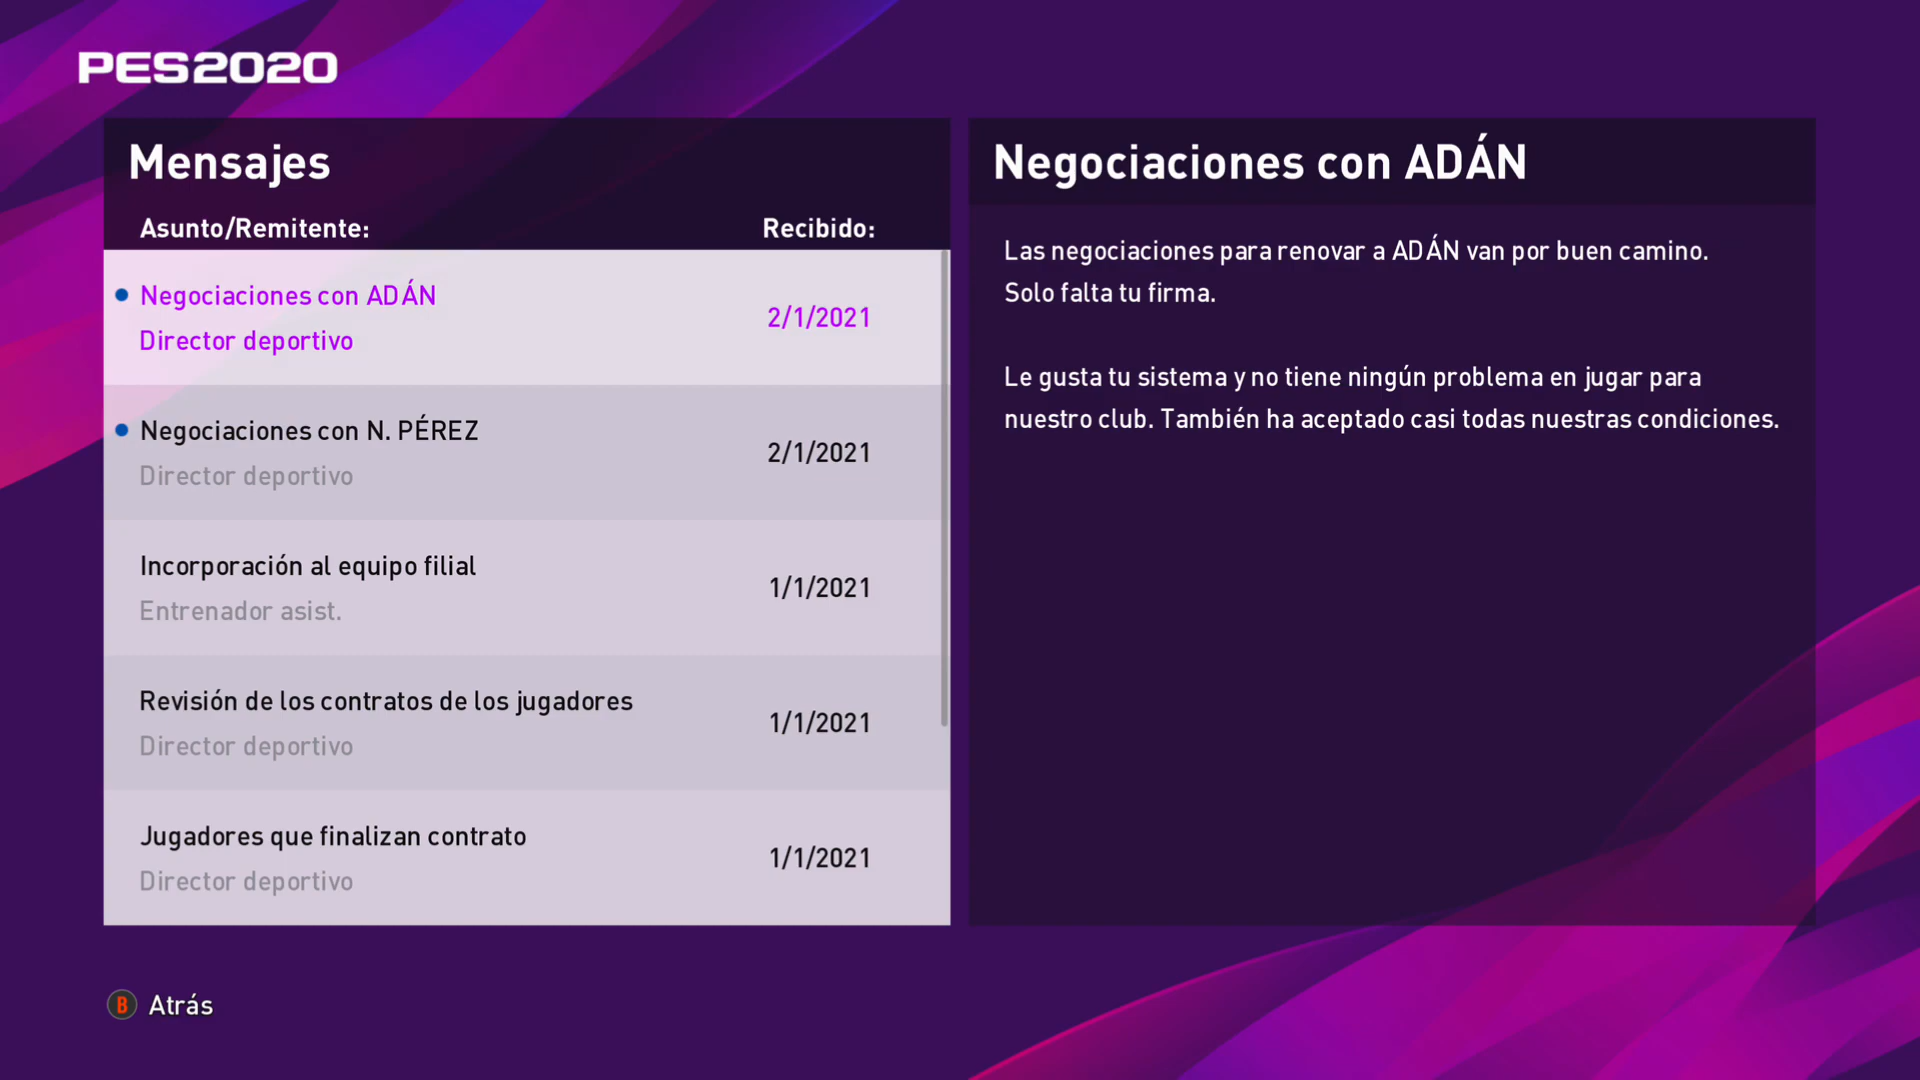 PES2020
Mensajes
Asunto/Remitente: Recibido:
Negociaciones con ADÁN
Director deportivo
2/1/2021
Negociaciones con N. PÉREZ
Director deportivo
2/1/2021
Incorporación al equipo filial
Entrenador asist.
1/1/2021
Revisión de los contratos de los jugadores
Director deportivo
1/1/2021
Jugadores que finalizan contrato
Director deportivo
1/1/2021
Negociaciones con ADÁN
Las negociaciones para renovar a ADÁN van por buen camino.
Solo falta tu firma.
Le gusta tu sistema y no tiene ningún problema en jugar para
nuestro club. También ha aceptado casi todas nuestras condiciones.
B Atrás